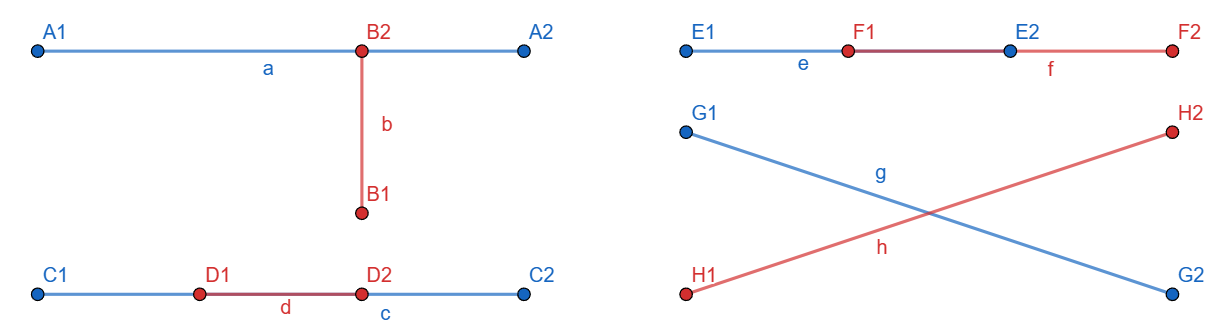 A1 B2 A2
a
b
B1
C1 D1 D2 C2
d c
E1 F1 E2 F2
e f
G1 H2
g
h
H1 G2